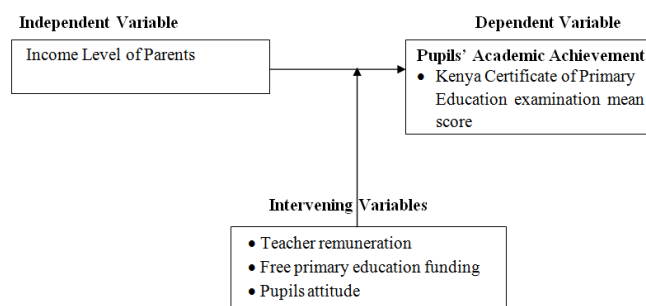 Independent Variable
Income Level of Parents
Dependent Variable
Pupils' Academic Achievement
• Kenya Certificate of Primary
Education examination mean
score
Intervening Variables
• Teacher remuneration
• Free primary education funding
• Pupils attitude